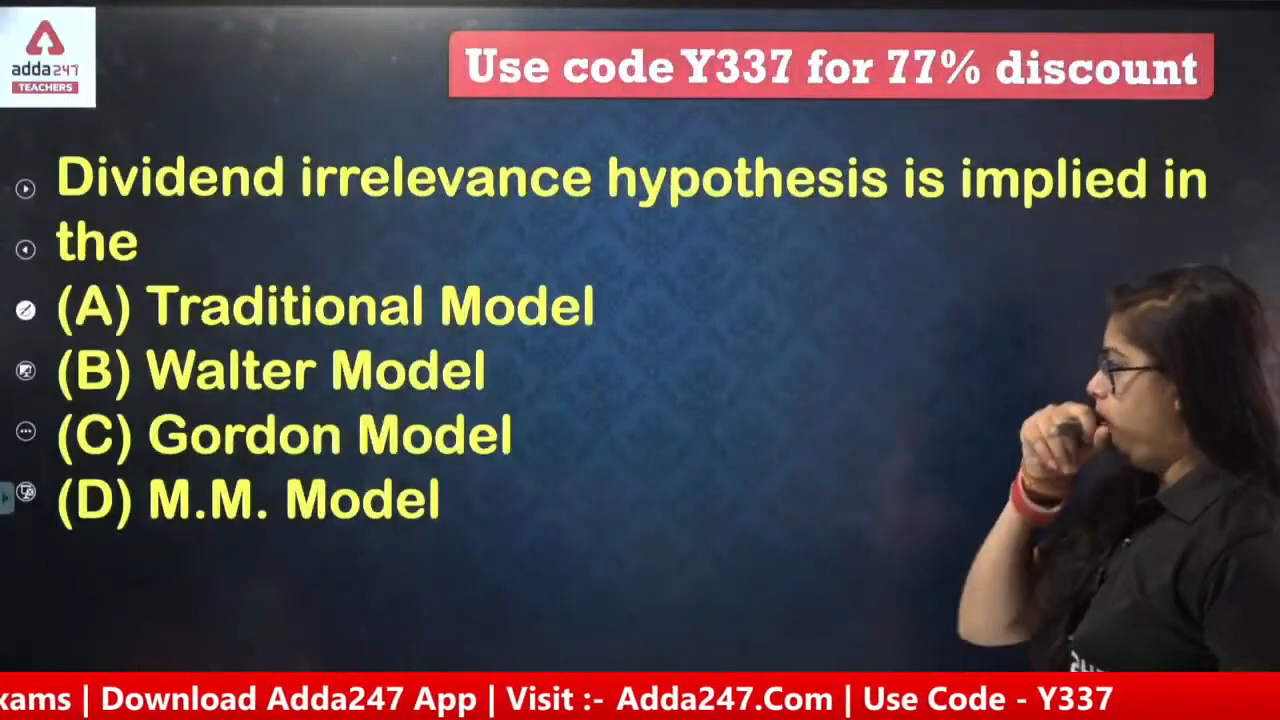 adda247
TEACHERS
Use code Y337 for 77% discount
Dividend irrelevance hypothesis is implied in
the
(A) Traditional Model
(B) Walter Model
(C) Gordon Model
(D) M.M. Model
xams | Download Adda247 App | Visit :- Adda247.Com | Use Code - Y337